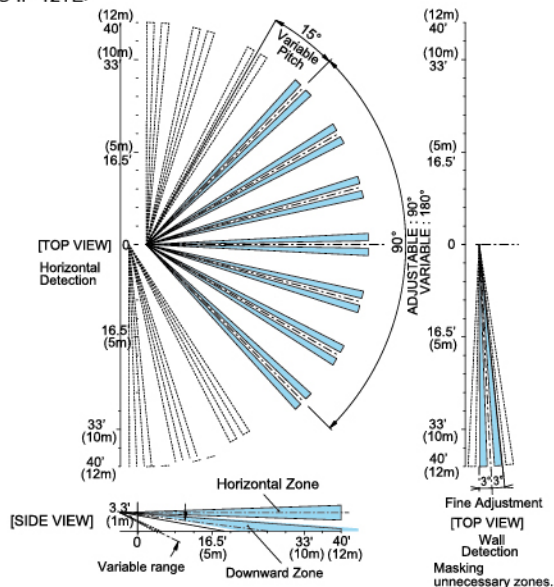 (12m)
40'
(10m)
33'
(5m)
16.5'
[TOP VIEW] 0
Horizontal
Detection
16.5'
(5m)
33'
(10m)
40'
(12m)
15°
Variable
Pitch
90°
ADJUSTABLE : 90°
VARIABLE : 180°
(12m)
40'
(10m)
33'
(5m)
16.5'
0
16.5'
(5m)
33'
(10m)
40'
(12m)
3° 3°
Fine Adjustment
[TOP VIEW]
Wall
Detection
Masking
unnecessary zones.
Horizontal Zone
[SIDE VIEW]
3.3'
(1m)
0 16.5' 33' 40'
(5m) (10m) (12m)
Variable range
Downward Zone